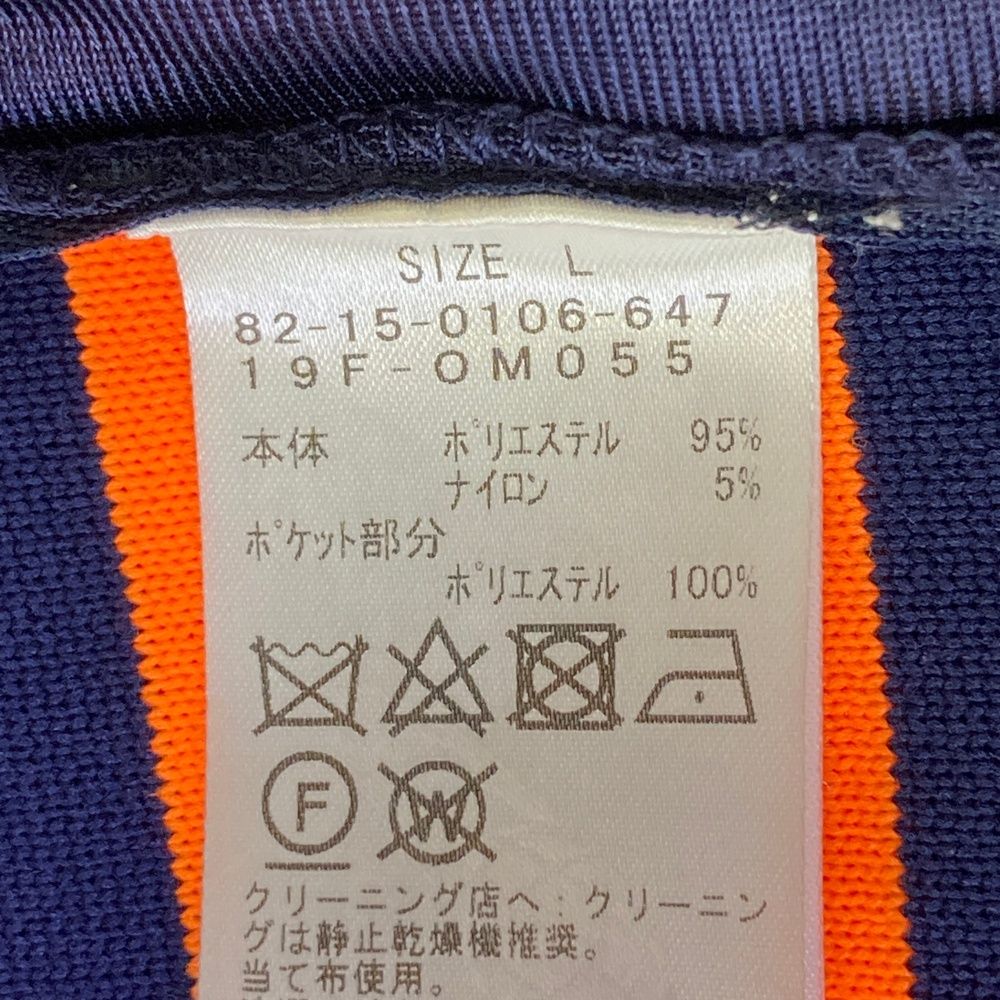 SIZE L
82-15-0106-647
19F-OM055
本体 ポリエステル 95%
ナイロン 5%
ポケット部分
ポリエステル 100%
F
W
クリーニング店へ:クリーニン
グは静止乾燥機推奨。
当て布使用。